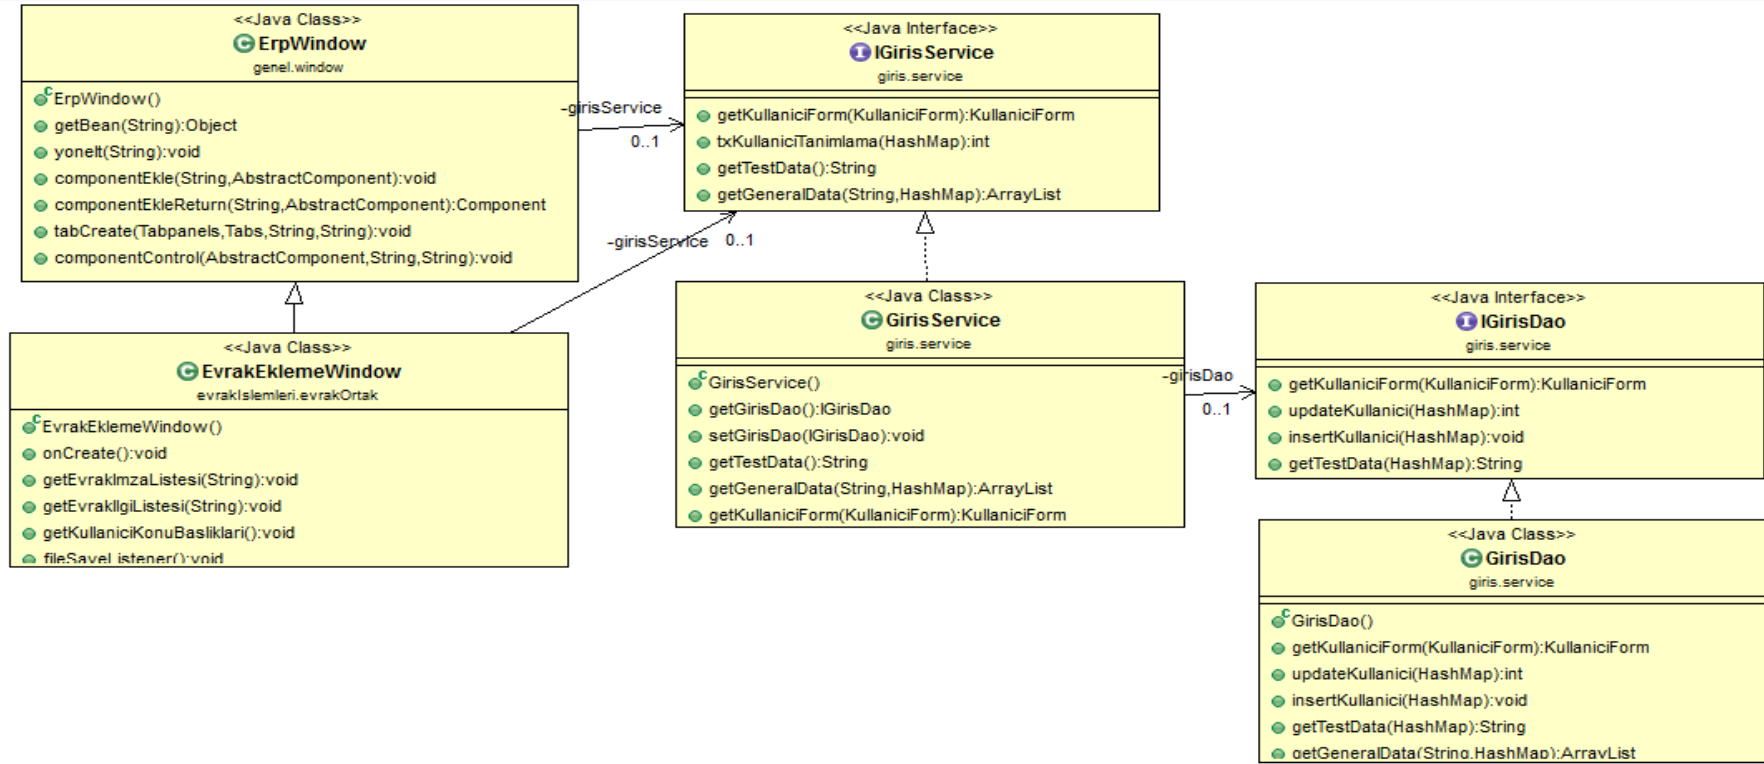 <<Java Class>>
ErpWindow
genel.window
ErpWindow()
getBean(String):Object
yonelt(String):void
componentEkle(String,AbstractComponent):void
componentEkleReturn(String,AbstractComponent):Component
tabCreate(Tabpanels,Tabs,String,String):void
componentControl(AbstractComponent,String,String):void
-girisService
0..1
<<Java Interface>>
IGirisService
giris.service
getKullaniciForm(KullaniciForm):KullaniciForm
txKullaniciTanimlama(HashMap):int
getTestData():String
getGeneralData(String,HashMap):ArrayList
-girisService 0..1
<<Java Class>>
EvrakEklemeWindow
evrakIslemleri.evrakOrtak
EvrakEklemeWindow()
onCreate():void
getEvrakImzaListesi(String):void
getEvrakIlgiListesi(String):void
getKullaniciKonuBasliklari():void
fileSaveListener():void
<<Java Class>>
GirisService
giris.service
GirisService()
getGirisDao():IGirisDao
setGirisDao(IGirisDao):void
getTestData():String
getGeneralData(String,HashMap):ArrayList
getKullaniciForm(KullaniciForm):KullaniciForm
-girisDao
0..1
<<Java Interface>>
IGirisDao
giris.service
getKullaniciForm(KullaniciForm):KullaniciForm
updateKullanici(HashMap):int
insertKullanici(HashMap):void
getTestData(HashMap):String
<<Java Class>>
GirisDao
giris.service
GirisDao()
getKullaniciForm(KullaniciForm):KullaniciForm
updateKullanici(HashMap):int
insertKullanici(HashMap):void
getTestData(HashMap):String
getGeneralData(String,HashMap):ArrayList